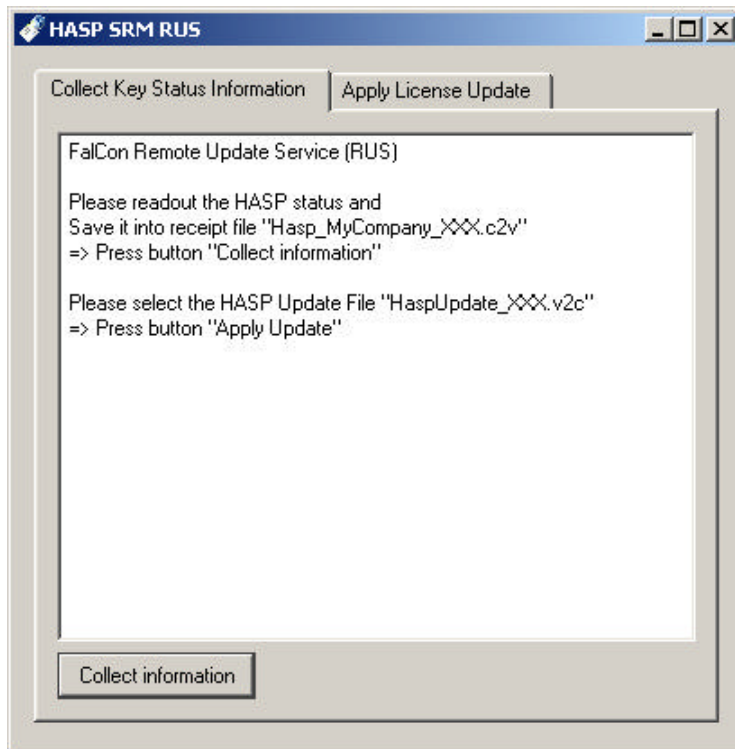 HASP SRM RUS
Collect Key Status Information
Apply License Update
FalCon Remote Update Service (RUS)
Please readout the HASP status and
Save it into receipt file "Hasp_MyCompany_XXX.c2v"
=> Press button "Collect information"
Please select the HASP Update File "HaspUpdate_XXX.v2c"
=> Press button "Apply Update"
Collect information